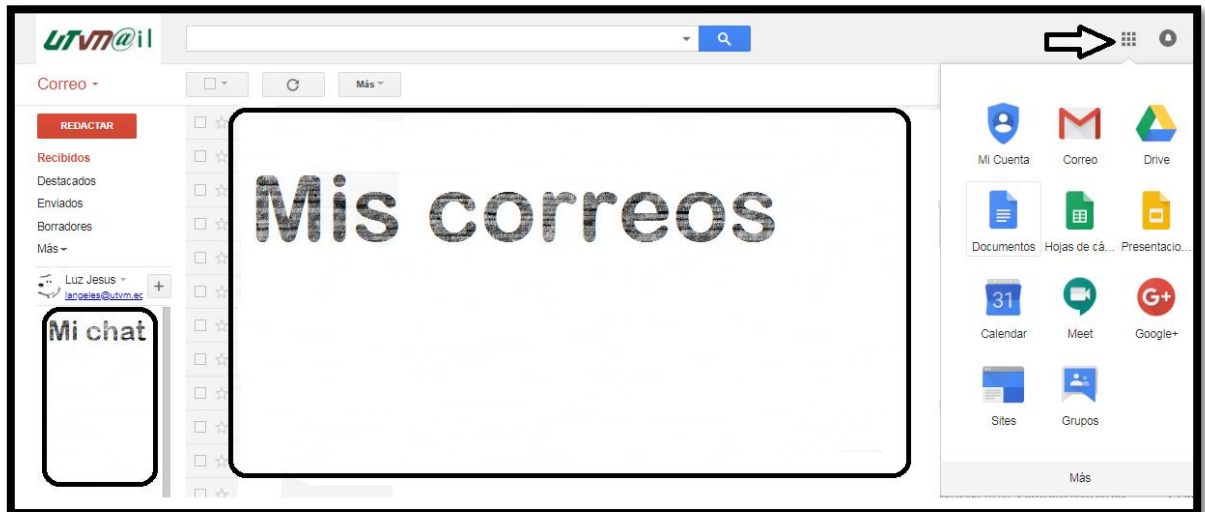 UTVM@il
Correo
Más
REDACTAR
Recibidos
Destacados
Enviados
Borradores
Más
Luz Jesus
langeles@utvm.ec
Mi chat
Mis correos
Mi Cuenta Correo Drive
Documentos Hojas de cá... Presentacio...
31
Calendar Meet Google+
G+
Sites Grupos
Más